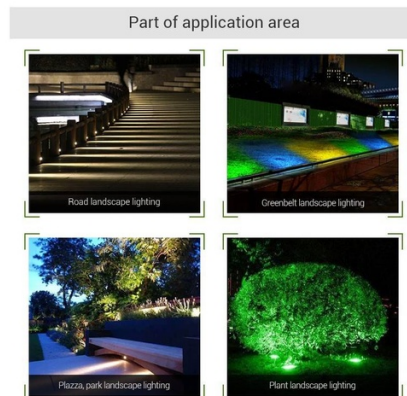 Part of application area
Road landscape lighting
Greenbelt landscape lighting
Plazza, park landscape lighting
Plant landscape lighting